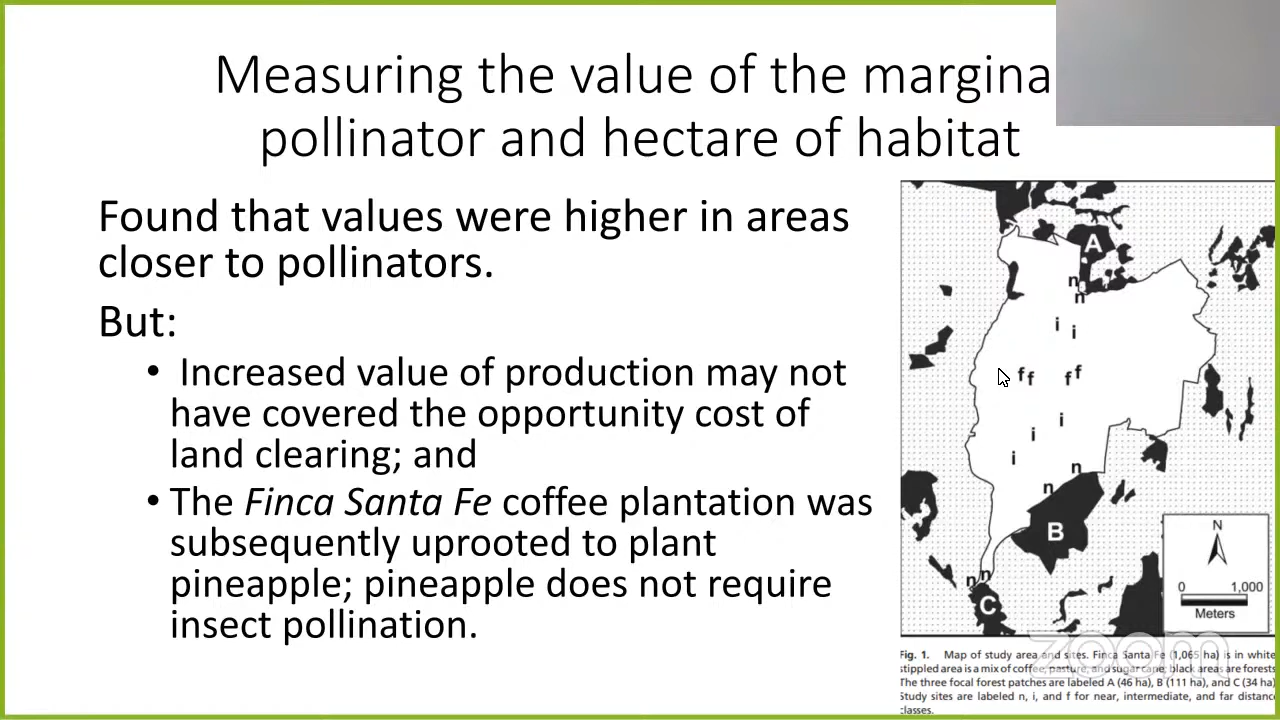 Measuring the value of the margina
pollinator and hectare of habitat
Found that values were higher in areas
closer to pollinators.
But:
• Increased value of production may not
have covered the opportunity cost of
land clearing; and
• The Finca Santa Fe coffee plantation was
subsequently uprooted to plant
pineapple; pineapple does not require
insect pollination.
A
n
n
i i
f f f f
i
i
i
n
n
B
n n
C
N
0 1,000
Meters
zoom
Fig. 1. Map of study area and sites. Finca Santa Fe (1,065 ha) is in white
stippled area is a mix of coffee, pasture, and sugar cane; black areas are forests
The three focal forest patches are labeled A (46 ha), B (111 ha), and C (34 ha)
Study sites are labeled n, i, and f for near, intermediate, and far distance
classes.